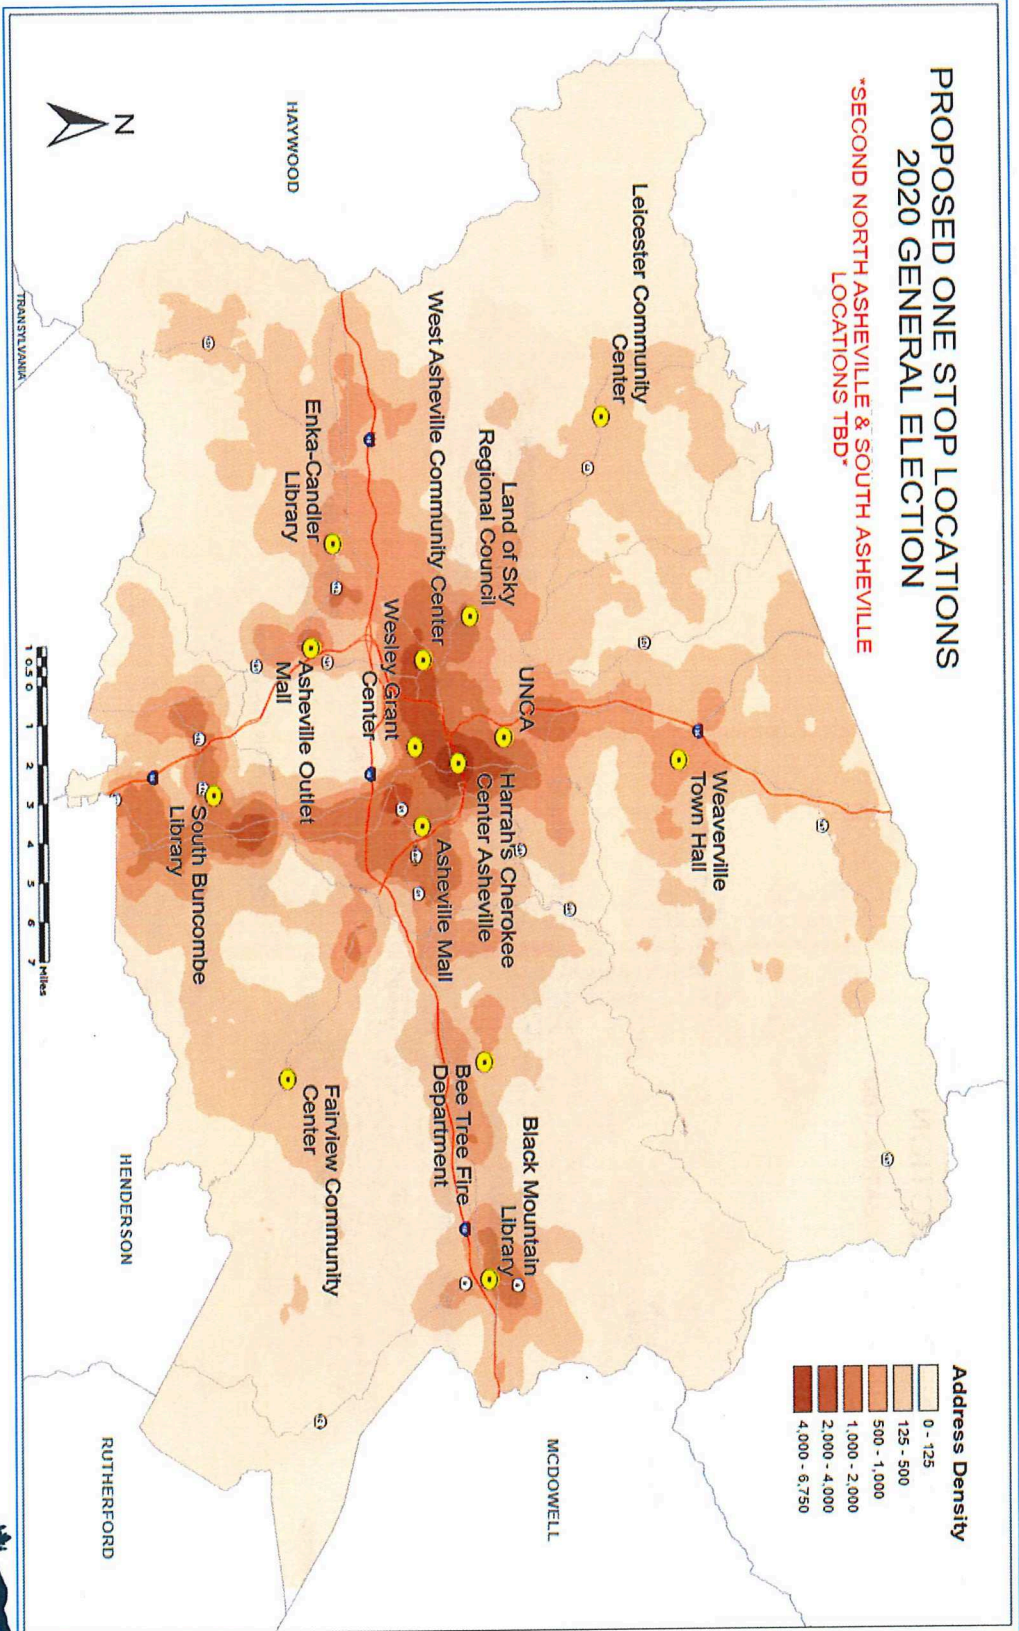 PROPOSED ONE STOP LOCATIONS
2020 GENERAL ELECTION
*SECOND NORTH ASHEVILLE & SOUTH ASHEVILLE
LOCATIONS TBD*
Address Density
0 - 125
125 - 500
500 - 1,000
1,000 - 2,000
2,000 - 4,000
4,000 - 6,750
Weaverville
Town Hall
Leicester Community
Center
UNCA
Harrah's Cherokee
Center Asheville
Land of Sky
Regional Council
West Asheville Community Center
Black Mountain
Library
MCDOWELL
Asheville Mall
Bee Tree Fire
Department
Wesley Grant
Center
Enka-Candler
Library
HAYWOOD
Asheville Outlet
Mall
Fairview Community
Center
South Buncombe
Library
N
HENDERSON
RUTHERFORD
TRANSYLVANIA
1 0.5 0 1 2 3 4 5 6 7
Miles